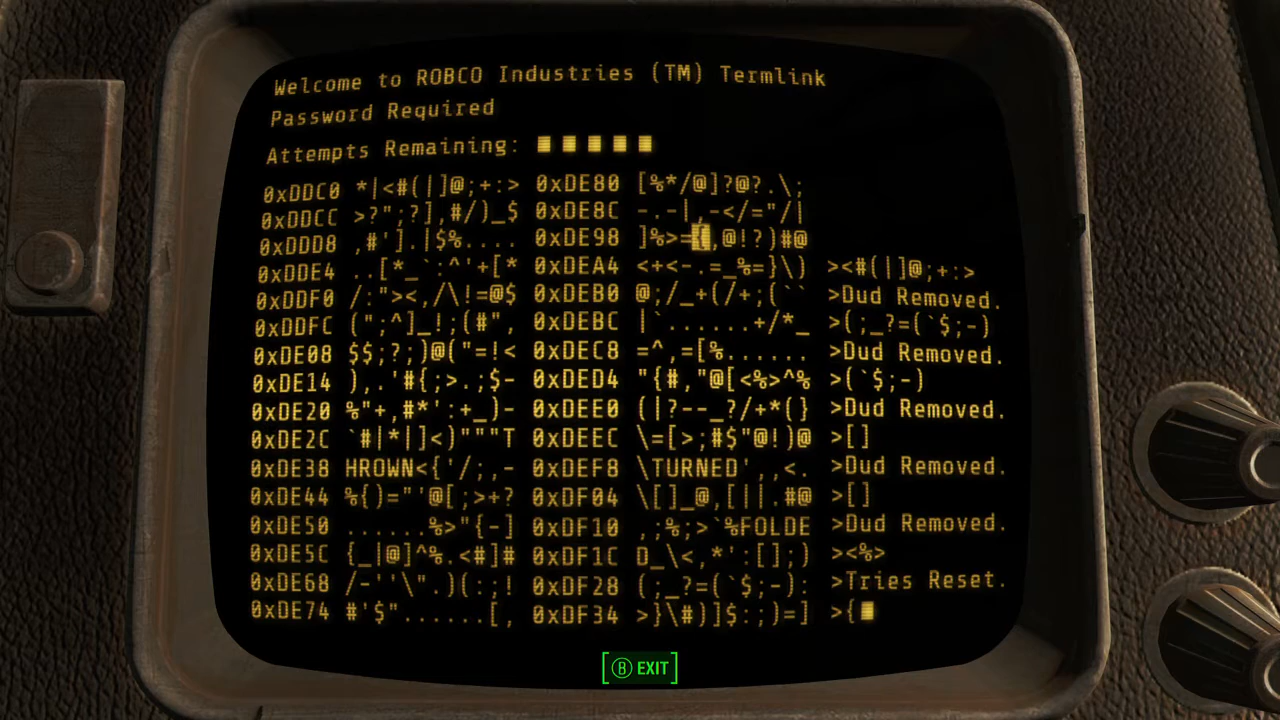 Welcome to ROBCO Industries (TM) Termlink
Password Required
Attempts Remaining: ■ ■ ■ ■ ■
0xDDC0 *|<#(|]@;+:> 0xDE80 [%*/@]?@?.\;
0xDDCC >?";?],#/)_$ 0xDE8C -.-|,-</="/|
0xDDD8 ,#'].|$%.... 0xDE98 ]%>={,@!?)#@
0xDDE4 ..[*_`:^'+[* 0xDEA4 <+<-.=_%=}\) ><#(|]@;+:>
0xDDF0 /:"><,/\!=@$ 0xDEB0 @;/_+(/+;(`` >Dud Removed.
0xDDFC (";^]_!;(#", 0xDEBC |`......+/*_ >(;_?=(`$;-)
0xDE08 $$;?;)@("=!< 0xDEC8 =^,=[%...... >Dud Removed.
0xDE14 ),.'#{;>.;$- 0xDED4 "{#,"@[<%>^% >(`$;-)
0xDE20 %"+,#*':+_)- 0xDEE0 (|?--_?/+*(} >Dud Removed.
0xDE2C `#|*|]<)"""T 0xDEEC \=[>;#$"@!)@ >[]
0xDE38 HROWN<{'/;,- 0xDEF8 \TURNED',,<. >Dud Removed.
0xDE44 %{)="'@[;>+? 0xDF04 \[]_@,[||.#@ >[]
0xDE50 ......%>"{-] 0xDF10 ,;%;>`%FOLDE >Dud Removed.
0xDE5C {_|@]^%.<#]# 0xDF1C D_\<,*':[];) ><%>
0xDE68 /-''\".)(:;! 0xDF28 (;_?=(`$;-): >Tries Reset.
0xDE74 #'$"......[, 0xDF34 >}\#)]$:;)=] >{■
Ⓑ EXIT